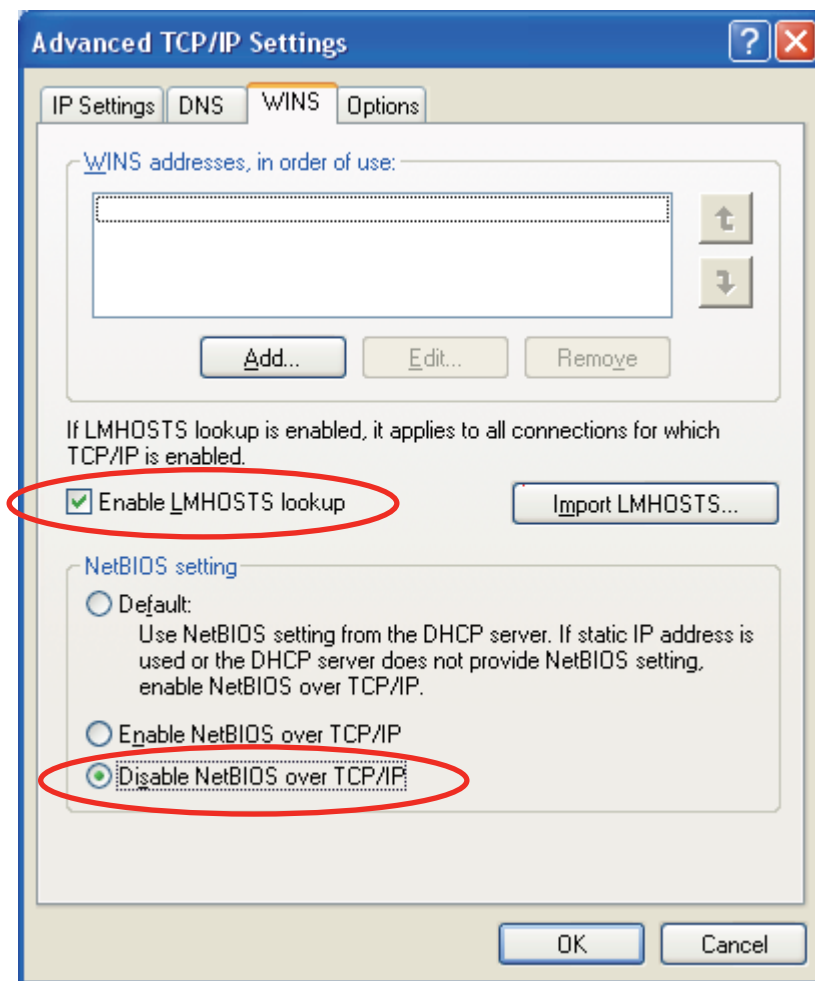 Advanced TCP/IP Settings
IP Settings DNS WINS Options
WINS addresses, in order of use:
Add... Edit... Remove
If LMHOSTS lookup is enabled, it applies to all connections for which
TCP/IP is enabled.
Enable LMHOSTS lookup
Import LMHOSTS...
NetBIOS setting
Default:
Use NetBIOS setting from the DHCP server. If static IP address is
used or the DHCP server does not provide NetBIOS setting,
enable NetBIOS over TCP/IP.
Enable NetBIOS over TCP/IP
Disable NetBIOS over TCP/IP
OK Cancel